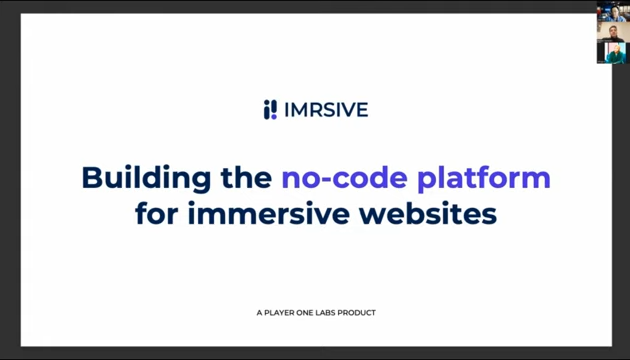 IMRSIVE
Building the no-code platform
for immersive websites
A PLAYER ONE LABS PRODUCT